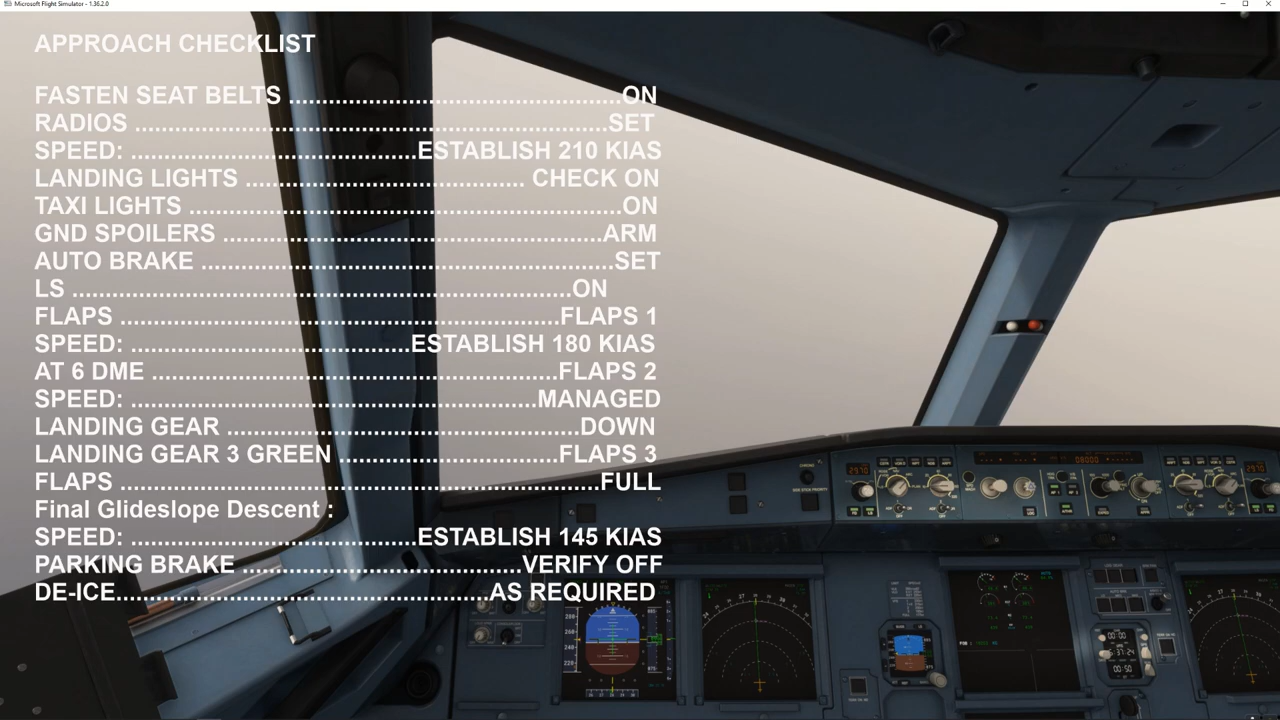 Microsoft Flight Simulator - 1.36.2.0
APPROACH CHECKLIST
FASTEN SEAT BELTS ...................................................ON
RADIOS .........................................................................SET
SPEED: ............................................ESTABLISH 210 KIAS
LANDING LIGHTS ........................................... CHECK ON
TAXI LIGHTS ..................................................................ON
GND SPOILERS ..........................................................ARM
AUTO BRAKE ...............................................................SET
LS ............................................................................ON
FLAPS ...................................................................FLAPS 1
SPEED: ...........................................ESTABLISH 180 KIAS
AT 6 DME ..............................................................FLAPS 2
SPEED: ...............................................................MANAGED
LANDING GEAR ......................................................DOWN
LANDING GEAR 3 GREEN .................................FLAPS 3
FLAPS .........................................................................FULL
Final Glideslope Descent :
SPEED: ............................................ESTABLISH 145 KIAS
PARKING BRAKE ............................................VERIFY OFF
DE-ICE.........................................................AS REQUIRED
2970
08000
2970